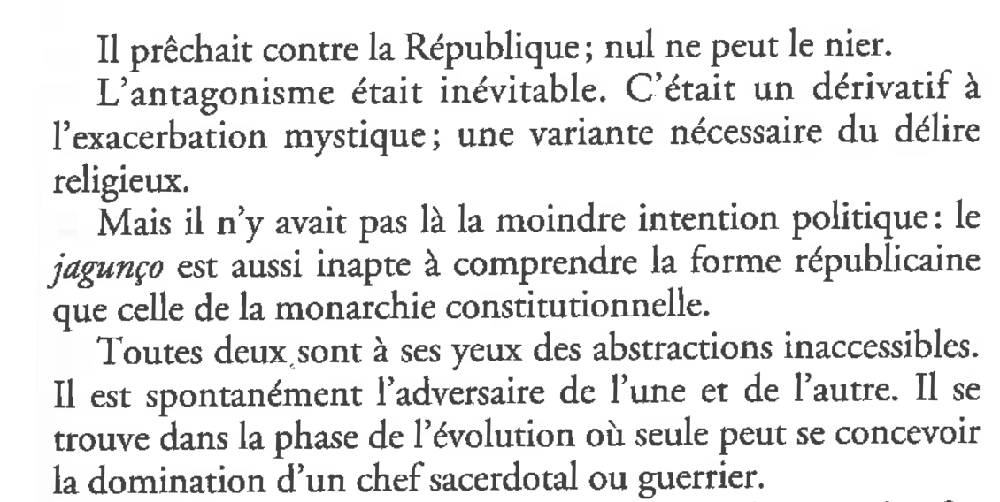 Il prêchait contre la République; nul ne peut le nier.
L'antagonisme était inévitable. C'était un dérivatif à
l'exacerbation mystique; une variante nécessaire du délire
religieux.
Mais il n'y avait pas là la moindre intention politique: le
jagunço est aussi inapte à comprendre la forme républicaine
que celle de la monarchie constitutionnelle.
Toutes deux sont à ses yeux des abstractions inaccessibles.
Il est spontanément l'adversaire de l'une et de l'autre. Il se
trouve dans la phase de l'évolution où seule peut se concevoir
la domination d'un chef sacerdotal ou guerrier.